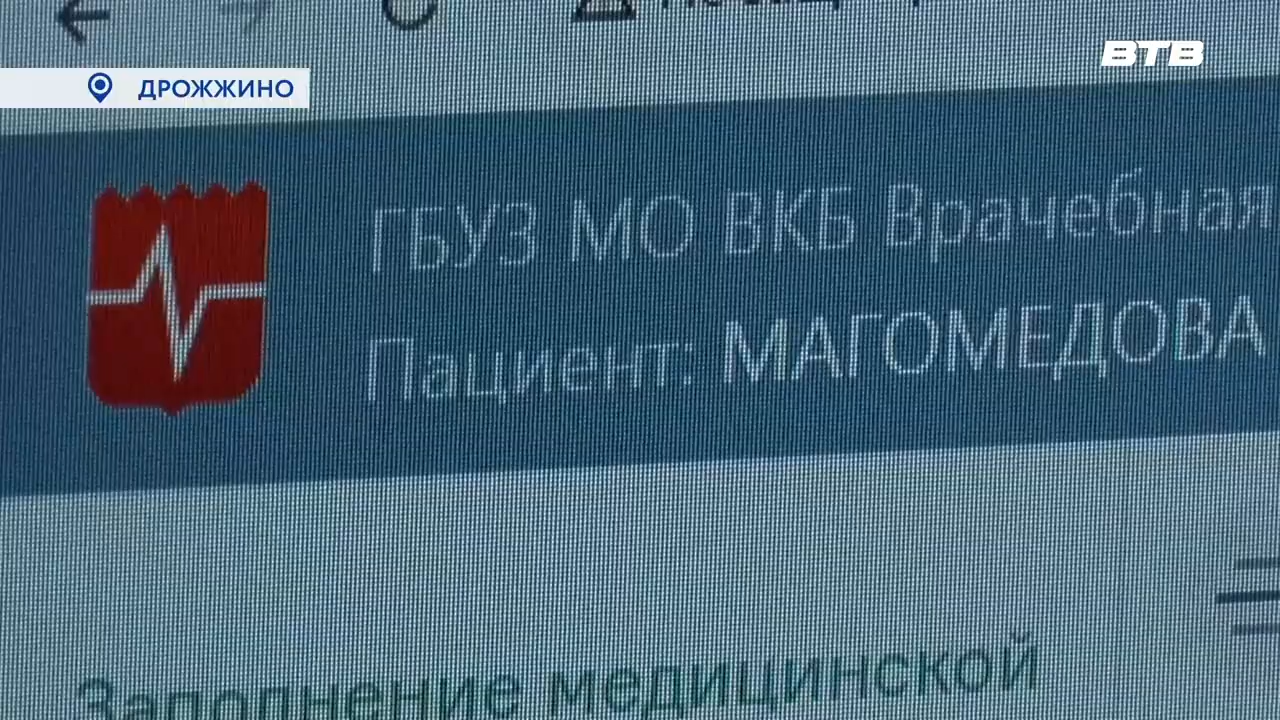 ВТВ
ДРОЖЖИНО
ГБУЗ МО ВКБ Врачебная
Пациент: МАГОМЕДОВА
Заполнение медицинской